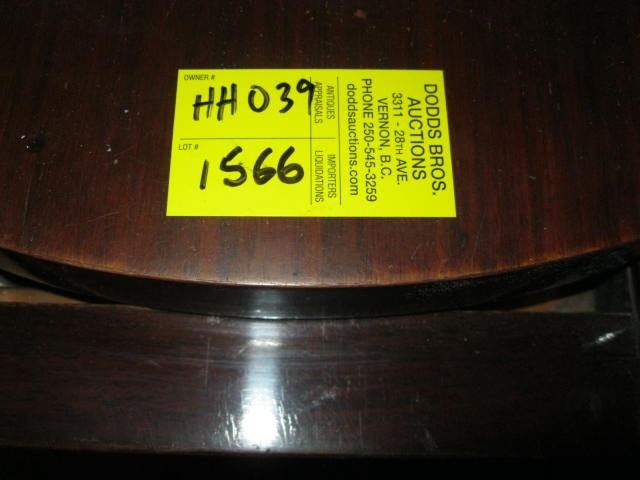 OWNER #
HH039
LOT #
1566
ANTIQUES
APPRAISALS
IMPORTERS
LIQUIDATIONS
DODDS BROS.
AUCTIONS
3311 - 28TH AVE.
VERNON, B.C.
PHONE 250-545-3259
doddsauctions.com